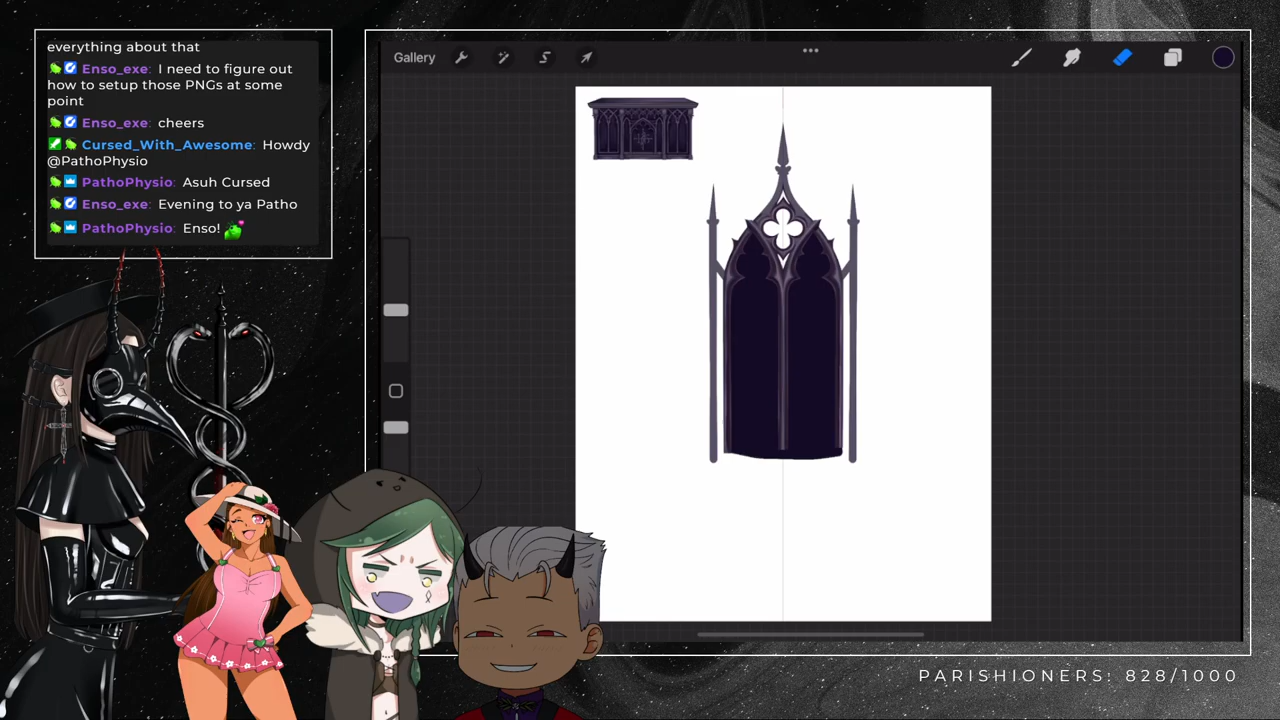 everything about that
Enso_exe: I need to figure out
how to setup those PNGs at some
point
Enso_exe: cheers
Cursed_With_Awesome: Howdy
@PathoPhysio
PathoPhysio: Asuh Cursed
Enso_exe: Evening to ya Patho
PathoPhysio: Enso!
Gallery
PARISHIONERS: 828/1000